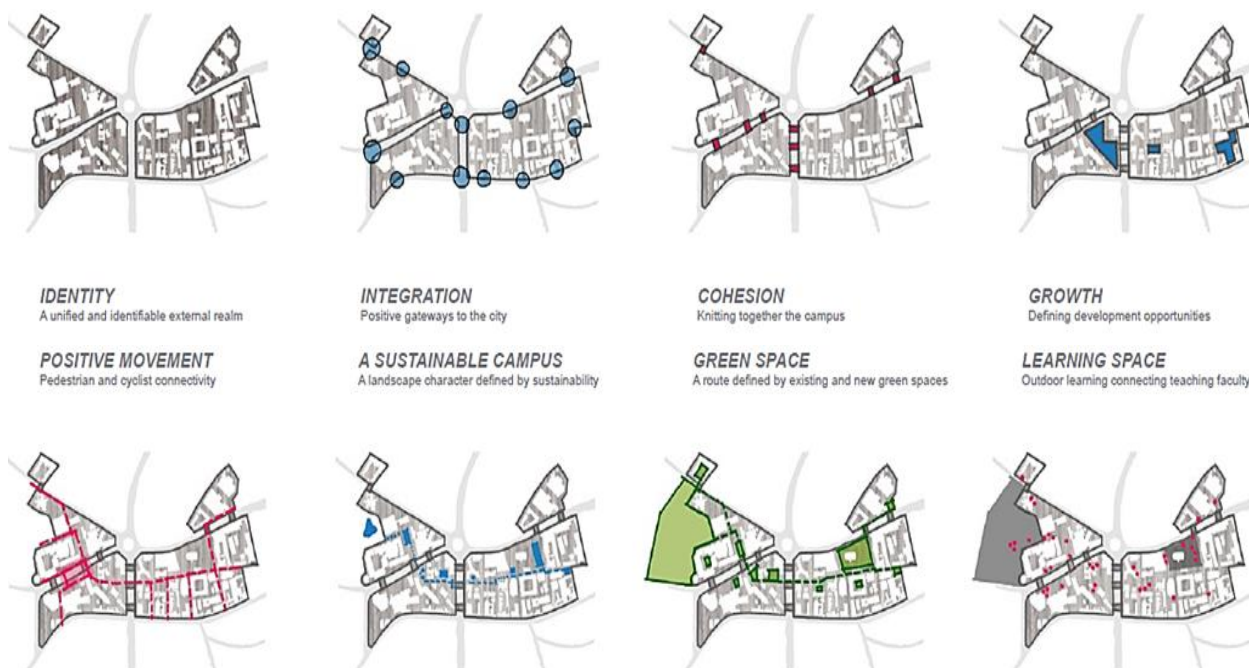 IDENTITY
A unified and identifiable external realm
INTEGRATION
Positive gateways to the city
COHESION
Knitting together the campus
GROWTH
Defining development opportunities
POSITIVE MOVEMENT
Pedestrian and cyclist connectivity
A SUSTAINABLE CAMPUS
A landscape character defined by sustainability
GREEN SPACE
A route defined by existing and new green spaces
LEARNING SPACE
Outdoor learning connecting teaching faculty